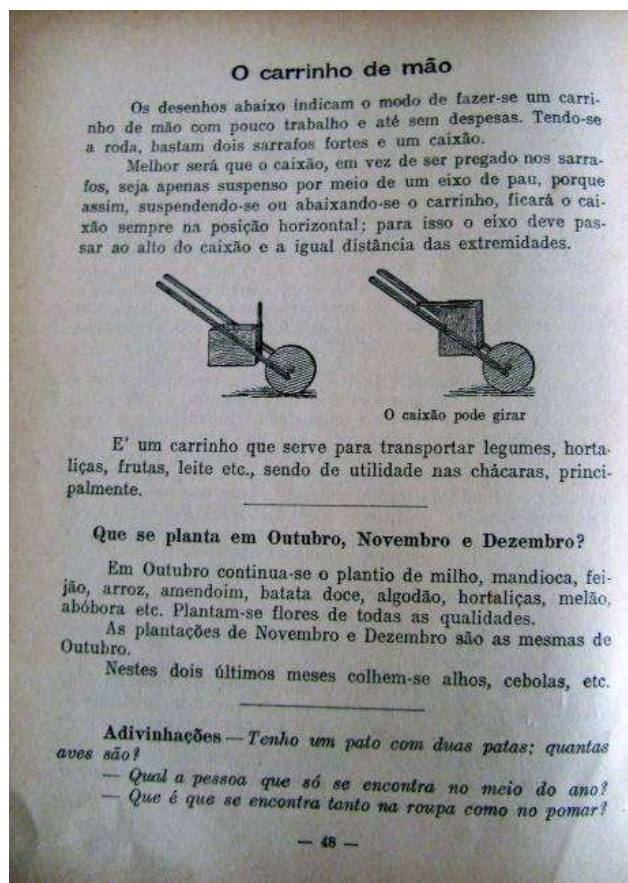 O carrinho de mão
Os desenhos abaixo indicam o modo de fazer-se um carri-
nho de mão com pouco trabalho e até sem despesas. Tendo-se
a roda, bastam dois sarrafos fortes e um caixão.
Melhor será que o caixão, em vez de ser pregado nos sarra-
fos, seja apenas suspenso por meio de um eixo de pau, porque
assim, suspendendo-se ou abaixando-se o carrinho, ficará o cai-
xão sempre na posição horizontal; para isso o eixo deve pas-
sar ao alto do caixão e a igual distância das extremidades.
O caixão pode girar
E' um carrinho que serve para transportar legumes, horta-
liças, frutas, leite etc., sendo de utilidade nas chácaras, princi-
palmente.
Que se planta em Outubro, Novembro e Dezembro?
Em Outubro continua-se o plantio de milho, mandioca, fei-
jão, arroz, amendoim, batata doce, algodão, hortaliças, melão,
abóbora etc. Plantam-se flores de todas as qualidades.
As plantações de Novembro e Dezembro são as mesmas de
Outubro.
Nestes dois últimos meses colhem-se alhos, cebolas, etc.
Adivinhações — Tenho um pato com duas patas; quantas
aves são?
— Qual a pessoa que só se encontra no meio do ano?
— Que é que se encontra tanto na roupa como no pomar?
— 48 —